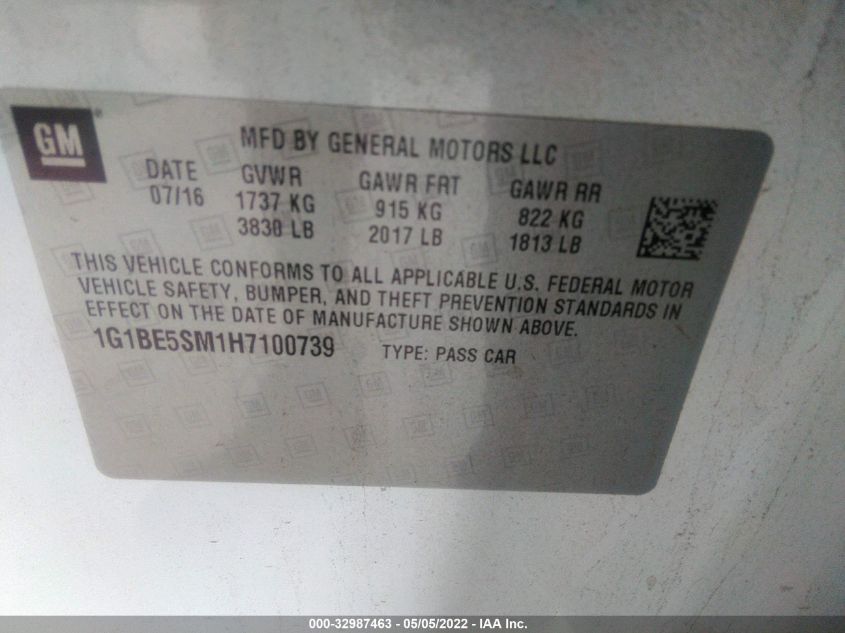 GM
MFD BY GENERAL MOTORS LLC
DATE GVWR GAWR FRT GAWR RR
07/16 1737 KG 915 KG 822 KG
3830 LB 2017 LB 1813 LB
THIS VEHICLE CONFORMS TO ALL APPLICABLE U.S. FEDERAL MOTOR
VEHICLE SAFETY, BUMPER, AND THEFT PREVENTION STANDARDS IN
EFFECT ON THE DATE OF MANUFACTURE SHOWN ABOVE.
1G1BE5SM1H7100739 TYPE: PASS CAR
000-32987463 - 05/05/2022 - IAA Inc.